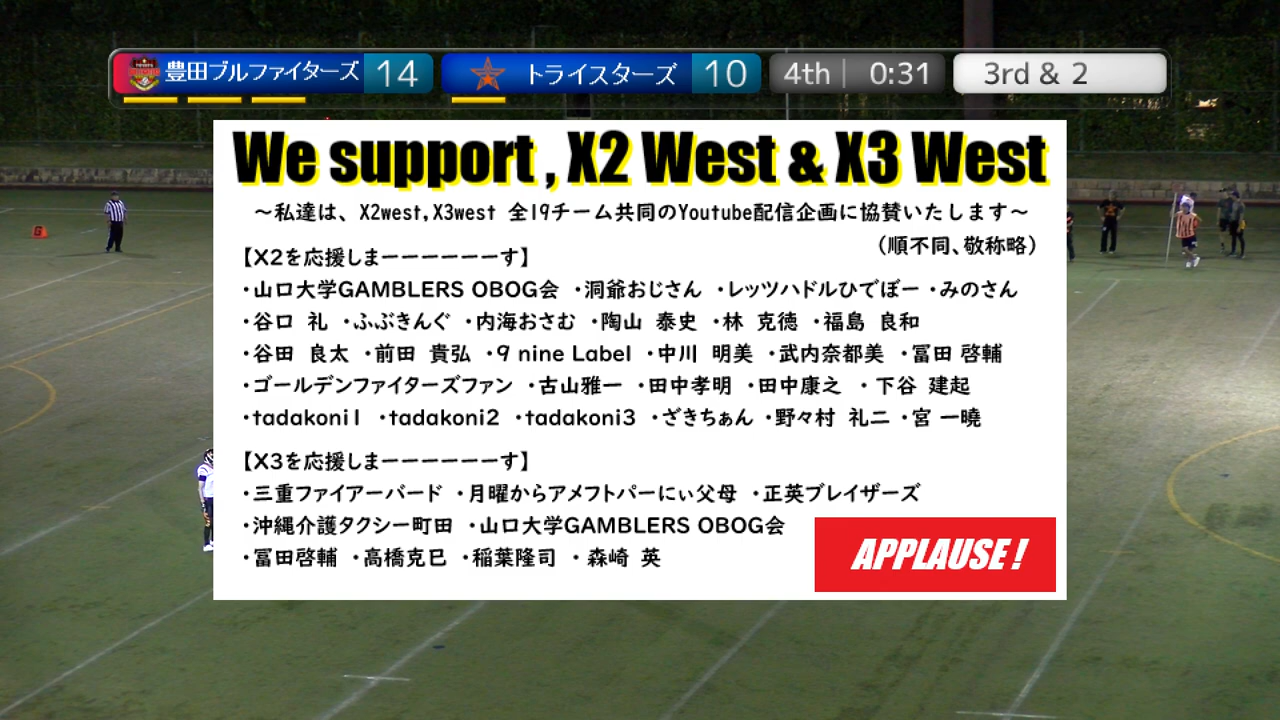 豊田ブルファイターズ 14 トライスターズ 10 4th 0:31 3rd & 2
We support , X2 West & X3 West
～私達は、X2west,X3west 全19チーム共同のYoutube配信企画に協賛いたします～
（順不同、敬称略）
【X2を応援しまーーーーーーす】
・山口大学GAMBLERS OBOG会 ・洞爺おじさん ・レッツハドルひでぼー ・みのさん
・谷口 礼 ・ふぶきんぐ ・内海おさむ ・陶山 泰史 ・林 克徳 ・福島 良和
・谷田 良太 ・前田 貴弘 ・9 nine Label ・中川 明美 ・武内奈都美 ・冨田 啓輔
・ゴールデンファイターズファン ・古山雅一 ・田中孝明 ・田中康之 ・下谷 建起
・tadakoni1 ・tadakoni2 ・tadakoni3 ・ざきちぁん ・野々村 礼二 ・宮 一曉
【X3を応援しまーーーーーーす】
・三重ファイアーバード ・月曜からアメフトパーにぃ父母 ・正英ブレイザーズ
・沖縄介護タクシー町田 ・山口大学GAMBLERS OBOG会
・冨田啓輔 ・高橋克巳 ・稲葉隆司 ・森崎 英
APPLAUSE !
G